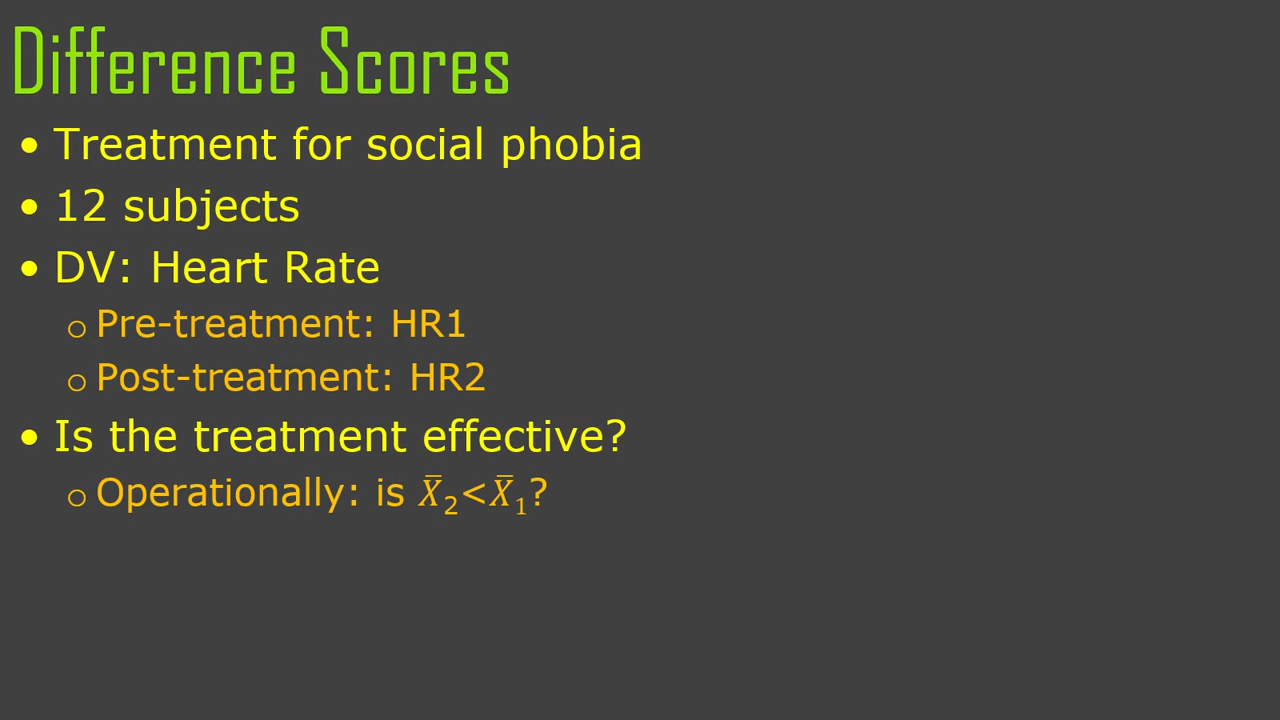 Difference Scores
• Treatment for social phobia
• 12 subjects
• DV: Heart Rate
o Pre-treatment: HR1
o Post-treatment: HR2
• Is the treatment effective?
o Operationally: is X̄₂<X̄₁?